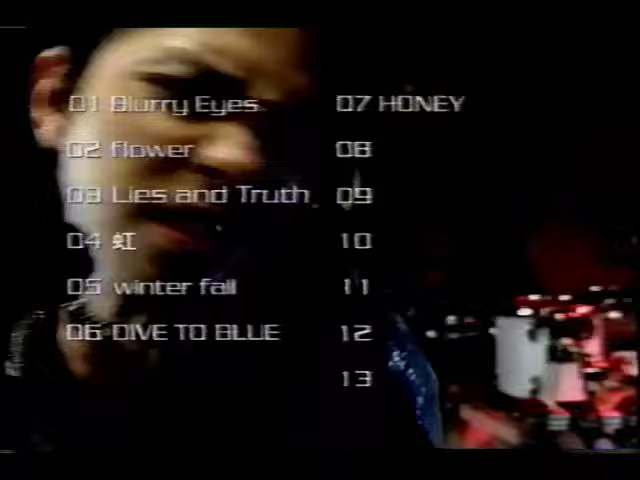 01 Blurry Eyes
02 flower
03 Lies and Truth
04 虹
05 winter fall
06 DIVE TO BLUE
07 HONEY
08
09
10
11
12
13